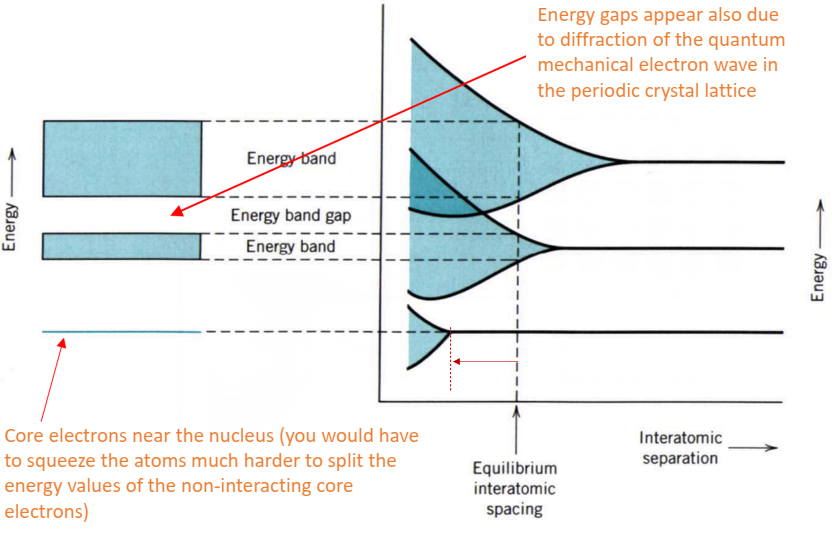 Energy gaps appear also due
to diffraction of the quantum
mechanical electron wave in
the periodic crystal lattice
Energy band
Energy band gap
Energy band
Energy
Energy
Core electrons near the nucleus (you would have
to squeeze the atoms much harder to split the
energy values of the non-interacting core
electrons)
Interatomic
separation
Equilibrium
interatomic
spacing